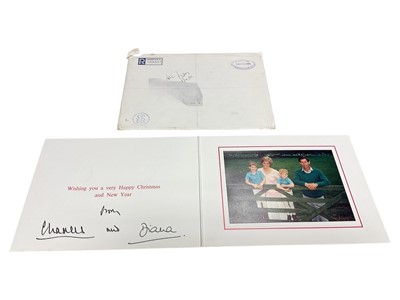 Wishing you a very Happy Christmas
and New Year
from
Charles and Diana